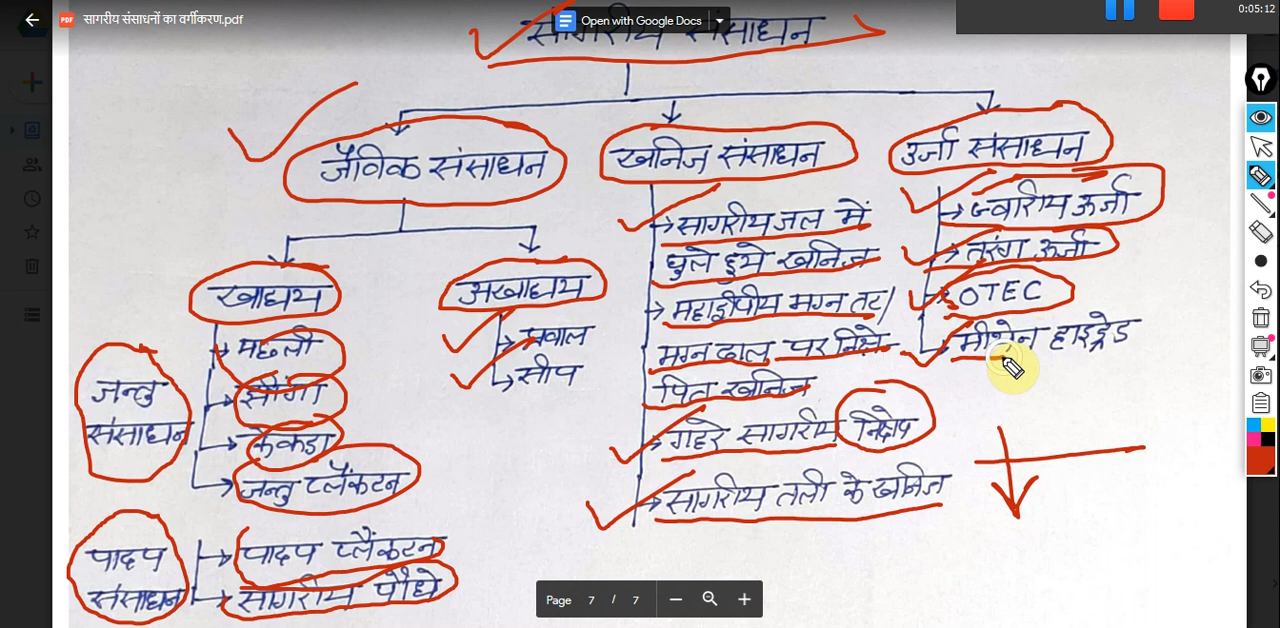 सागरीय संसाधनों का वर्गीकरण.pdf
Open with Google Docs
0:05:12
सागरीय संसाधन
जैविक संसाधन
खनिज संसाधन
उर्जा संसाधन
खाद्यय
अखाद्यय
मछली
झींगा
केकडा
जन्तु प्लैंकटन
जन्तु
संसाधन
पादप
संसाधन
पादप प्लैंकटन
सागरीय पौधे
प्रवाल
सीप
सागरीय जल में
घुले हुये खनिज
महाद्वीपीय मग्न तट/
मग्न ढाल पर निक्षे-
पित खनिज
गहरे सागरीय निक्षेप
सागरीय तली के खनिज
ज्वारीय ऊर्जा
तरंग ऊर्जा
OTEC
मीथेन हाइड्रेड
Page 7 / 7